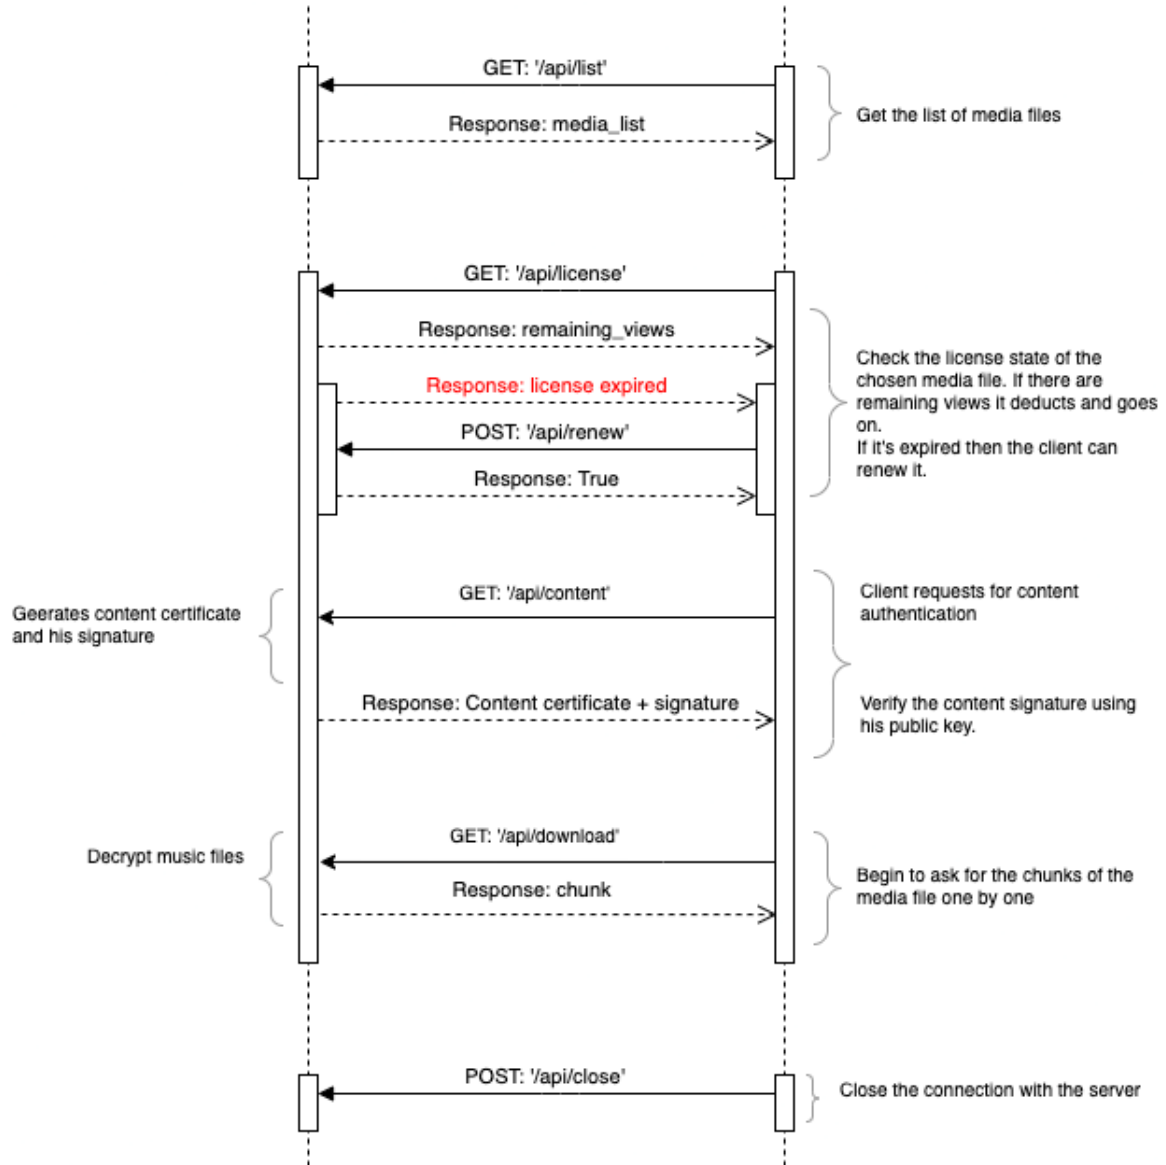 GET: '/api/list'
Response: media_list
Get the list of media files
GET: '/api/license'
Response: remaining_views
Response: license expired
POST: '/api/renew'
Response: True
Check the license state of the
chosen media file. If there are
remaining views it deducts and goes
on.
If it's expired then the client can
renew it.
Geerates content certificate
and his signature
GET: '/api/content'
Response: Content certificate + signature
Client requests for content
authentication
Verify the content signature using
his public key.
Decrypt music files
GET: '/api/download'
Response: chunk
Begin to ask for the chunks of the
media file one by one
POST: '/api/close'
Close the connection with the server